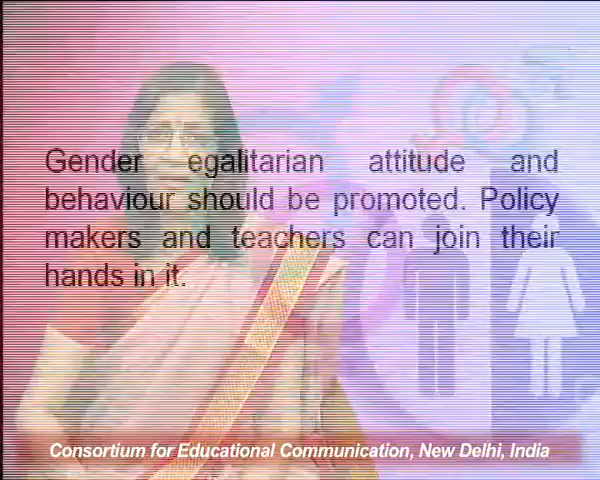 Gender egalitarian attitude and
behaviour should be promoted. Policy
makers and teachers can join their
hands in it.
Consortium for Educational Communication, New Delhi, India